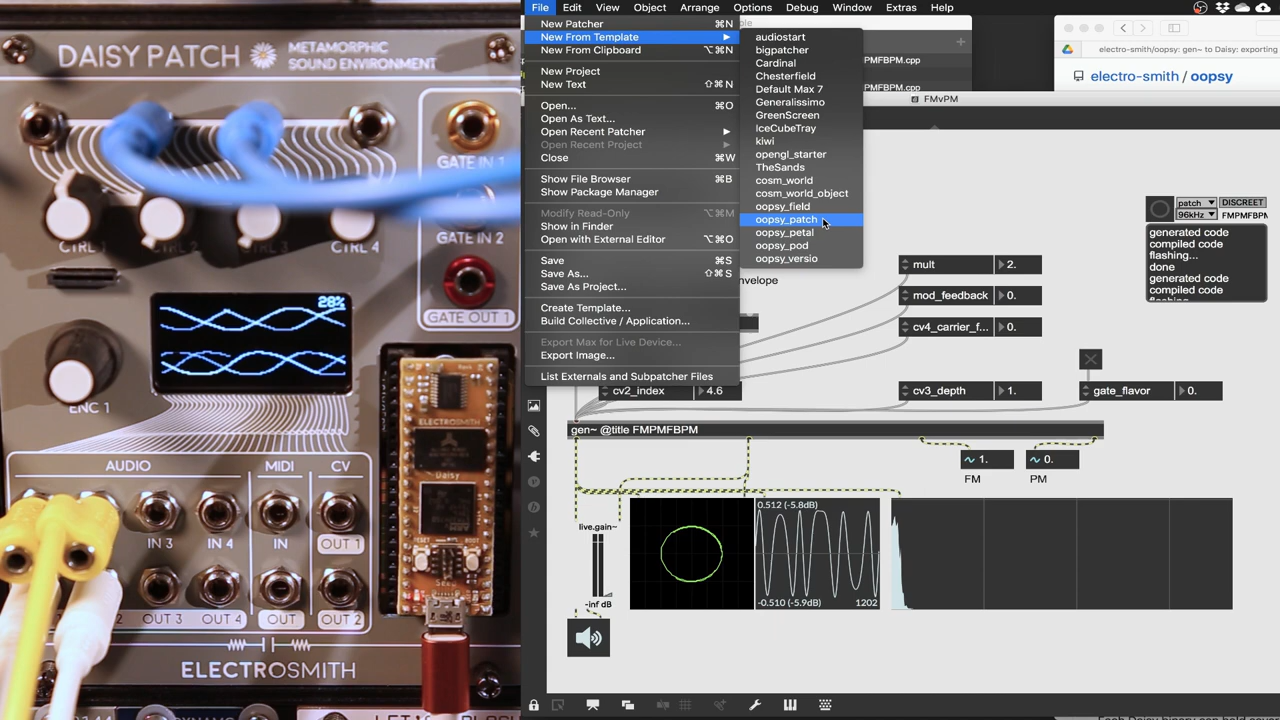 DAISY PATCH
METAMORPHIC
SOUND ENVIRONMENT
GATE IN 1
CTRL 1
GATE IN 2
GATE OUT 1
28%
ENC 1
ELECTROSMITH
Daisy
Seed
AUDIO
MIDI
CV
IN 3
IN 4
IN
OUT 1
OUT 3
OUT 4
OUT
OUT 2
ELECTROSMITH
File Edit View Object Arrange Options Debug Window Extras Help
New Patcher ⌘N
New From Template ▶
New From Clipboard ⌥⌘N
New Project
New Text ⇧⌘N
Open... ⌘O
Open As Text...
Open Recent Patcher ▶
Open Recent Project ▶
Close ⌘W
Show File Browser ⌘B
Show Package Manager
Modify Read-Only ⌥⌘M
Show in Finder
Open with External Editor ⌥⌘O
Save ⌘S
Save As... ⇧⌘S
Save As Project...
Create Template...
Build Collective / Application...
Export Max for Live Device...
Export Image...
List Externals and Subpatcher Files
audiostart
bigpatcher
Cardinal
Chesterfield
Default Max 7
Generalissimo
GreenScreen
IceCubeTray
kiwi
opengl_starter
TheSands
cosm_world
cosm_world_object
oopsy_field
oopsy_patch
oopsy_petal
oopsy_pod
oopsy_versio
PMFBPM.cpp
PMFBPM.cpp
electro-smith/oopsy: gen~ to Daisy: exporting
electro-smith / oopsy
FMvPM
patch
DISCREET
96kHz
FMPMFBPM
generated code
compiled code
flashing...
done
generated code
compiled code
flashing
nvelope
mult 2.
mod_feedback 0.
cv4_carrier_f... 0.
cv2_index 4.6
cv3_depth 1.
gate_flavor 0.
gen~ @title FMPMFBPM
1.
0.
FM
PM
live.gain~
-inf dB
0.512 (-5.8dB)
-0.510 (-5.9dB) 1202